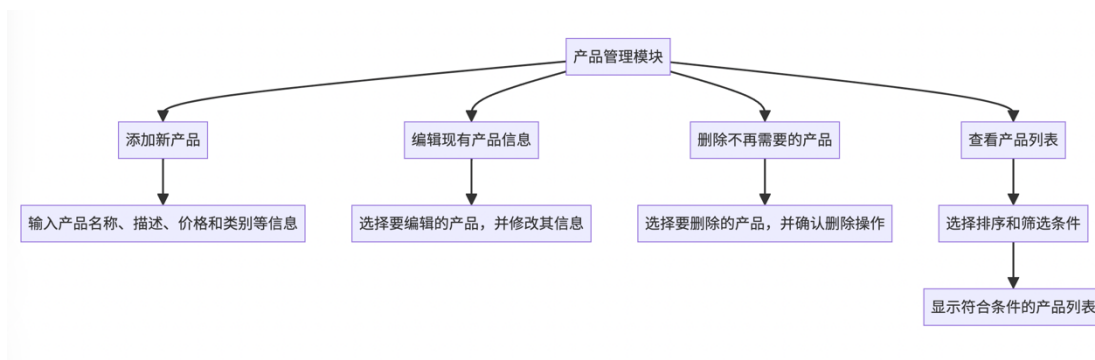 产品管理模块
添加新产品
编辑现有产品信息
删除不再需要的产品
查看产品列表
输入产品名称、描述、价格和类别等信息
选择要编辑的产品，并修改其信息
选择要删除的产品，并确认删除操作
选择排序和筛选条件
显示符合条件的产品列表